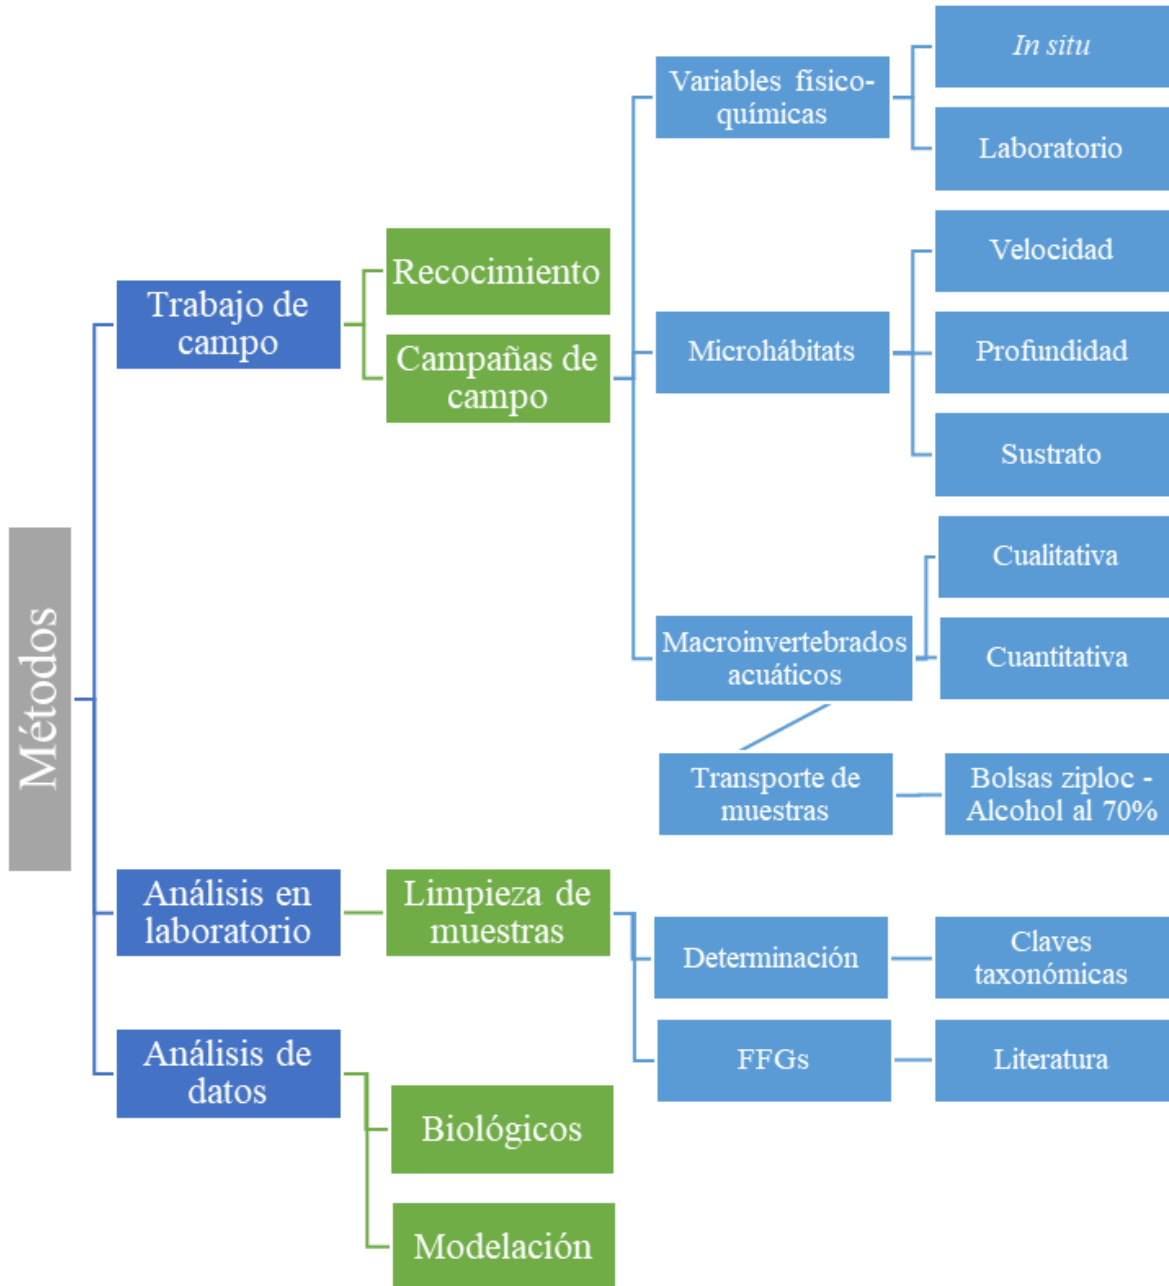 Métodos
Trabajo de
campo
Recocimiento
Campañas de
campo
Variables físico-
químicas
In situ
Laboratorio
Microhábitats
Velocidad
Profundidad
Sustrato
Macroinvertebrados
acuáticos
Cualitativa
Cuantitativa
Transporte de
muestras
Bolsas ziploc -
Alcohol al 70%
Análisis en
laboratorio
Limpieza de
muestras
Determinación
Claves
taxonómicas
FFGs
Literatura
Análisis de
datos
Biológicos
Modelación